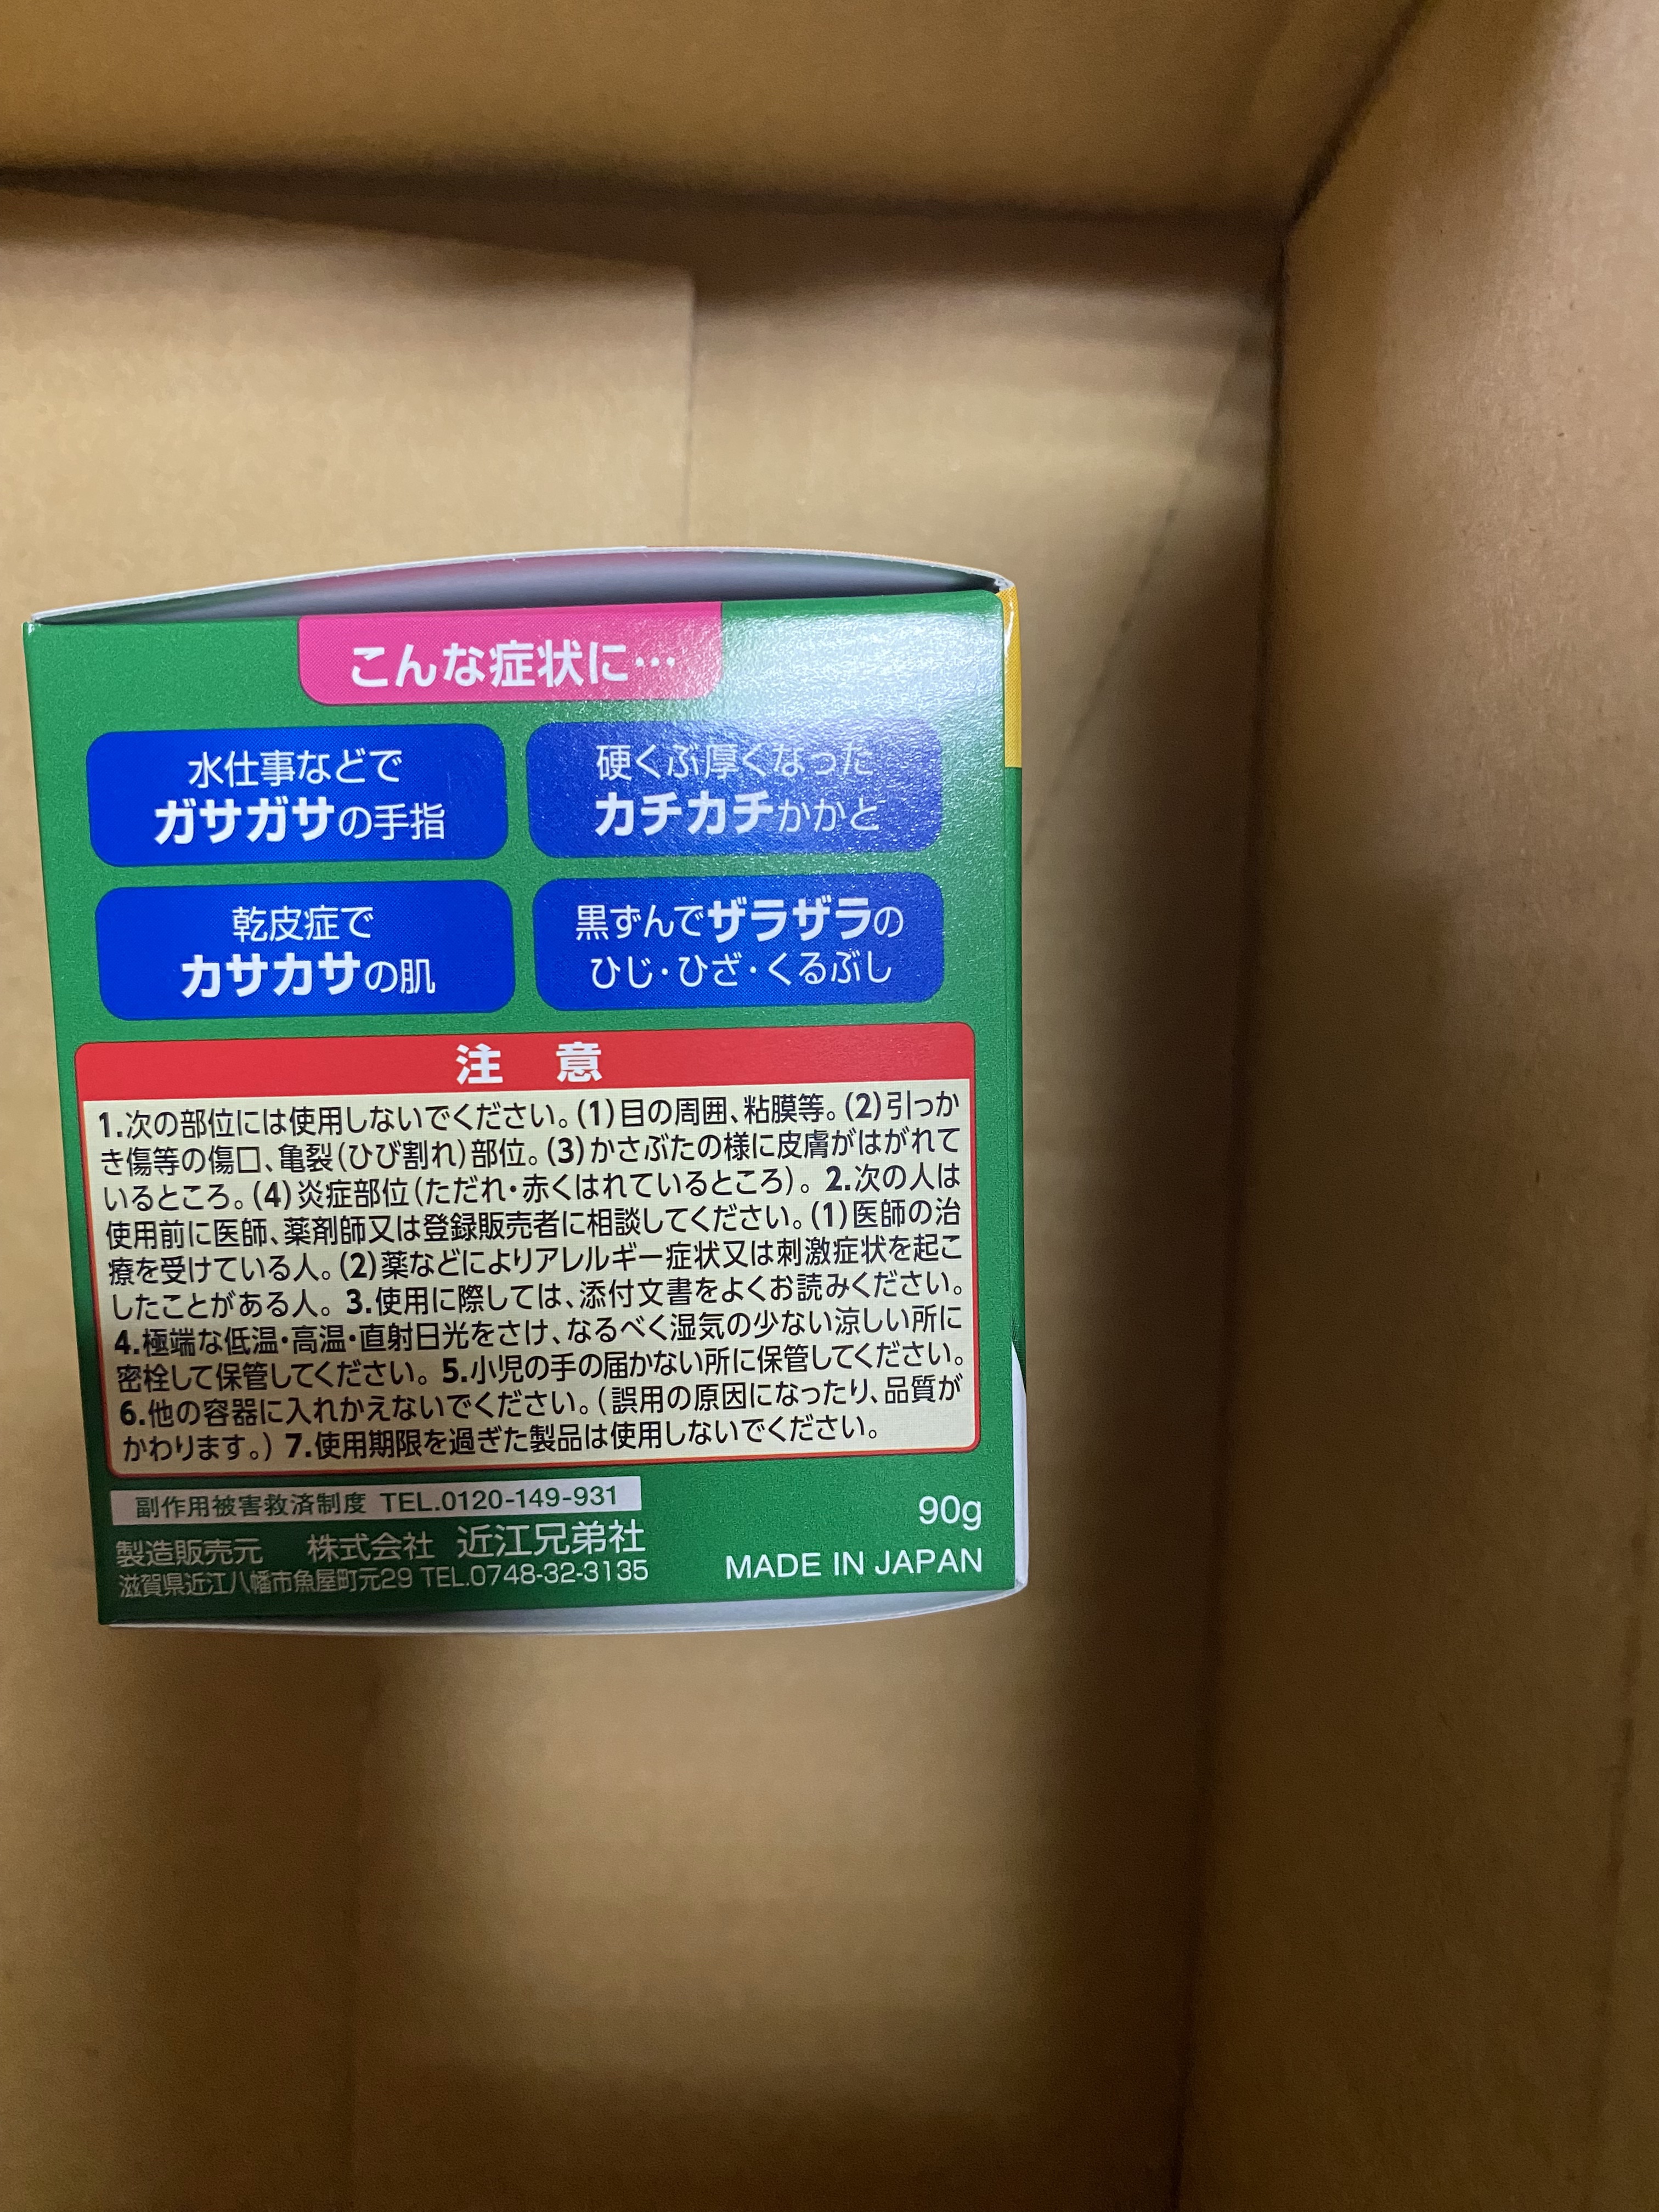 こんな症状に…
水仕事などで
ガサガサの手指
硬くぶ厚くなった
カチカチかかと
乾皮症で
カサカサの肌
黒ずんでザラザラの
ひじ・ひざ・くるぶし
注 意
1.次の部位には使用しないでください。(1)目の周囲、粘膜等。(2)引っか
き傷等の傷口、亀裂(ひび割れ)部位。(3)かさぶたの様に皮膚がはがれて
いるところ。(4)炎症部位(ただれ・赤くはれているところ)。2.次の人は
使用前に医師、薬剤師又は登録販売者に相談してください。(1)医師の治
療を受けている人。(2)薬などによりアレルギー症状又は刺激症状を起こ
したことがある人。3.使用に際しては、添付文書をよくお読みください。
4.極端な低温・高温・直射日光をさけ、なるべく湿気の少ない涼しい所に
密栓して保管してください。5.小児の手の届かない所に保管してください。
6.他の容器に入れかえないでください。(誤用の原因になったり、品質が
かわります。)7.使用期限を過ぎた製品は使用しないでください。
副作用被害救済制度 TEL.0120-149-931
製造販売元 株式会社 近江兄弟社
滋賀県近江八幡市魚屋町元29 TEL.0748-32-3135
90g
MADE IN JAPAN